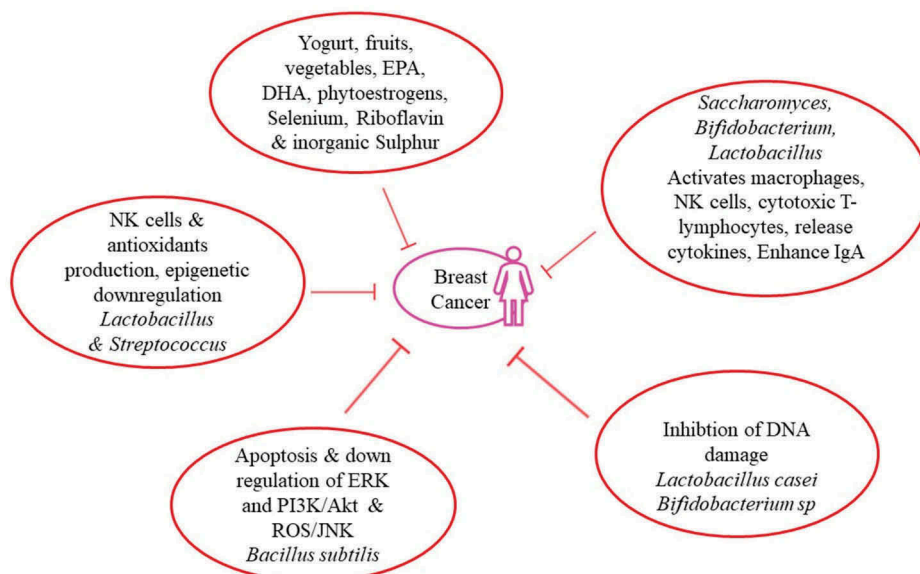 Yogurt, fruits,
vegetables, EPA,
DHA, phytoestrogens,
Selenium, Riboflavin
& inorganic Sulphur
Saccharomyces,
Bifidobacterium,
Lactobacillus
Activates macrophages,
NK cells, cytotoxic T-
lymphocytes, release
cytokines, Enhance IgA
NK cells &
antioxidants
production, epigenetic
downregulation
Lactobacillus
& Streptococcus
Breast
Cancer
Apoptosis & down
regulation of ERK
and PI3K/Akt &
ROS/JNK
Bacillus subtilis
Inhibtion of DNA
damage
Lactobacillus casei
Bifidobacterium sp